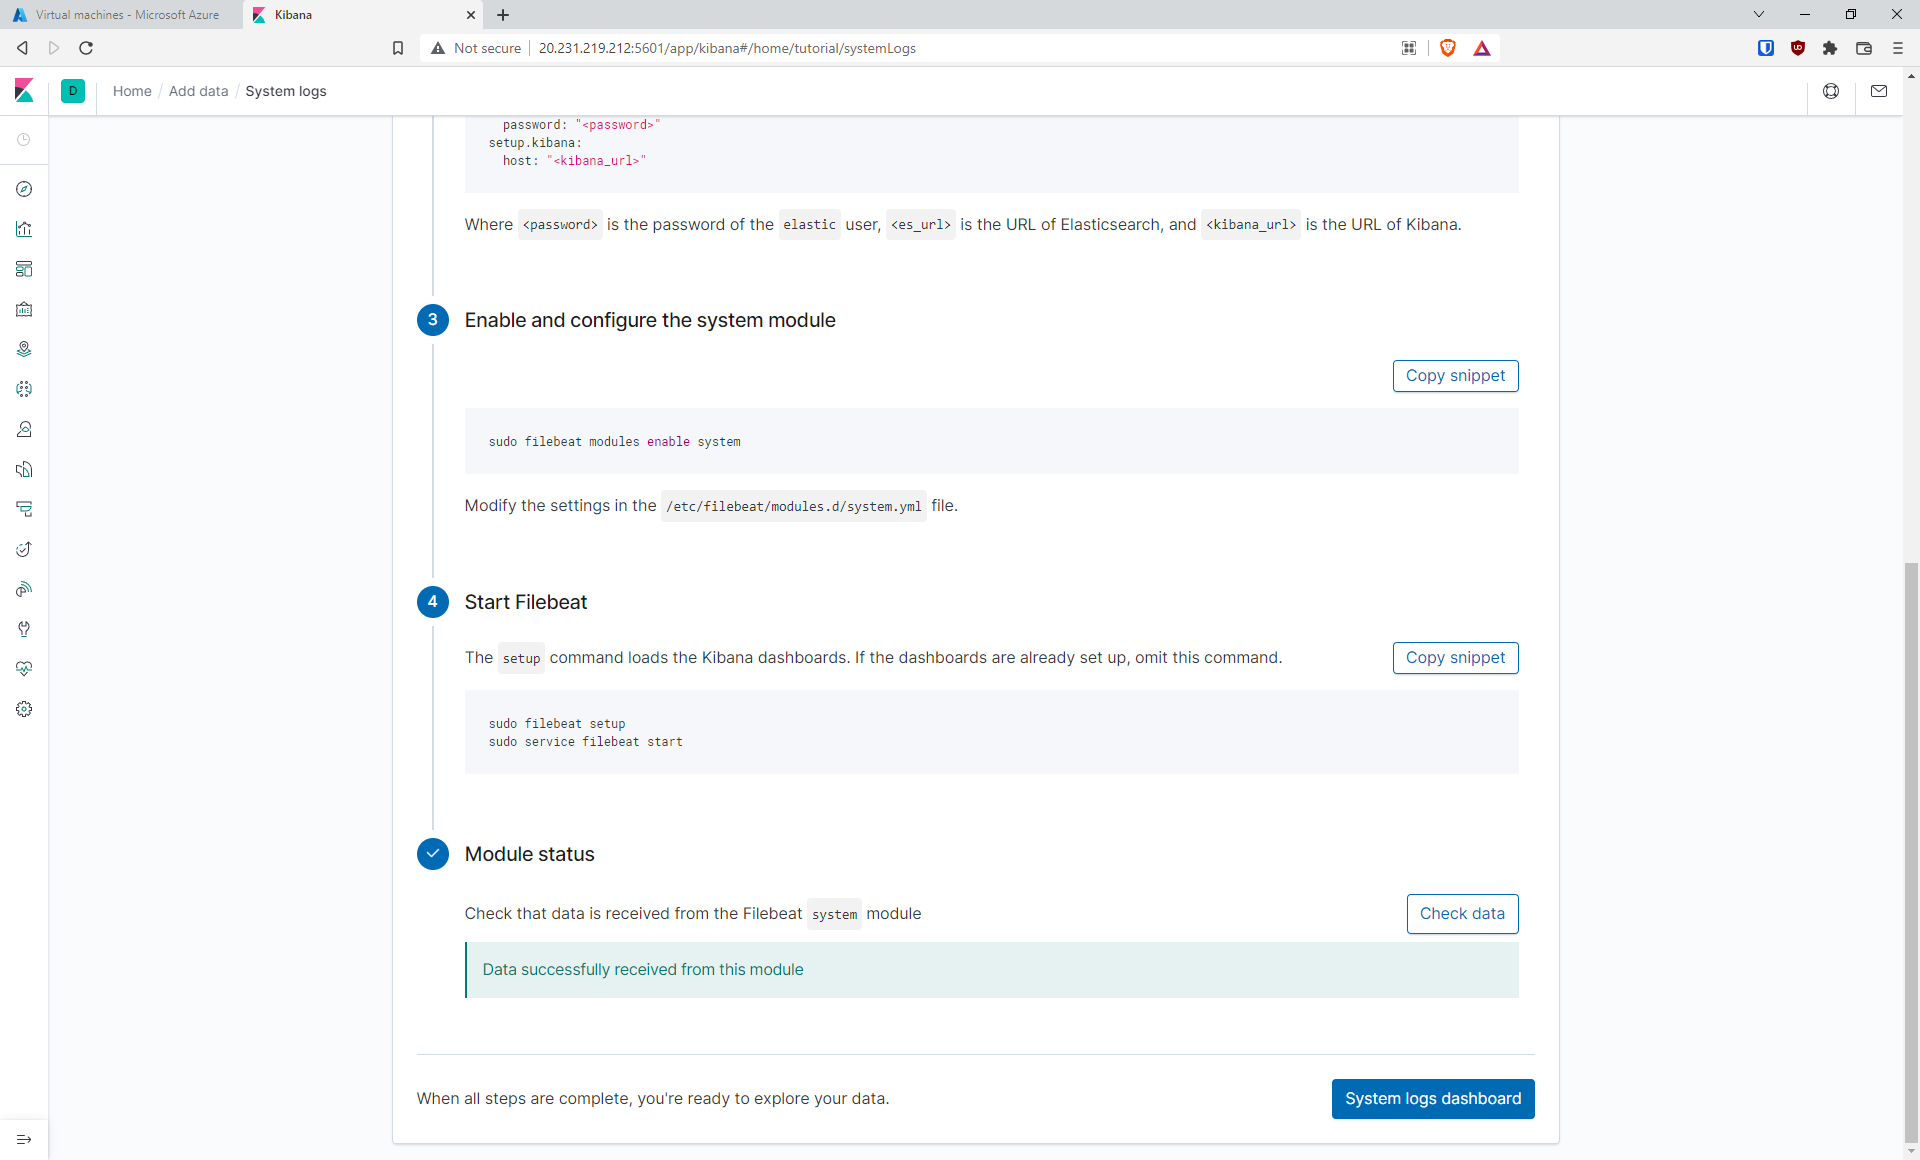 Virtual machines - Microsoft Azure
Kibana
Not secure
20.231.219.212:5601/app/kibana#/home/tutorial/systemLogs
D
Home / Add data / System logs
password: "<password>"
setup.kibana:
host: "<kibana_url>"
Where <password> is the password of the elastic user, <es_url> is the URL of Elasticsearch, and <kibana_url> is the URL of Kibana.
3
Enable and configure the system module
Copy snippet
sudo filebeat modules enable system
Modify the settings in the /etc/filebeat/modules.d/system.yml file.
4
Start Filebeat
The setup command loads the Kibana dashboards. If the dashboards are already set up, omit this command.
Copy snippet
sudo filebeat setup
sudo service filebeat start
Module status
Check that data is received from the Filebeat system module
Check data
Data successfully received from this module
When all steps are complete, you're ready to explore your data.
System logs dashboard